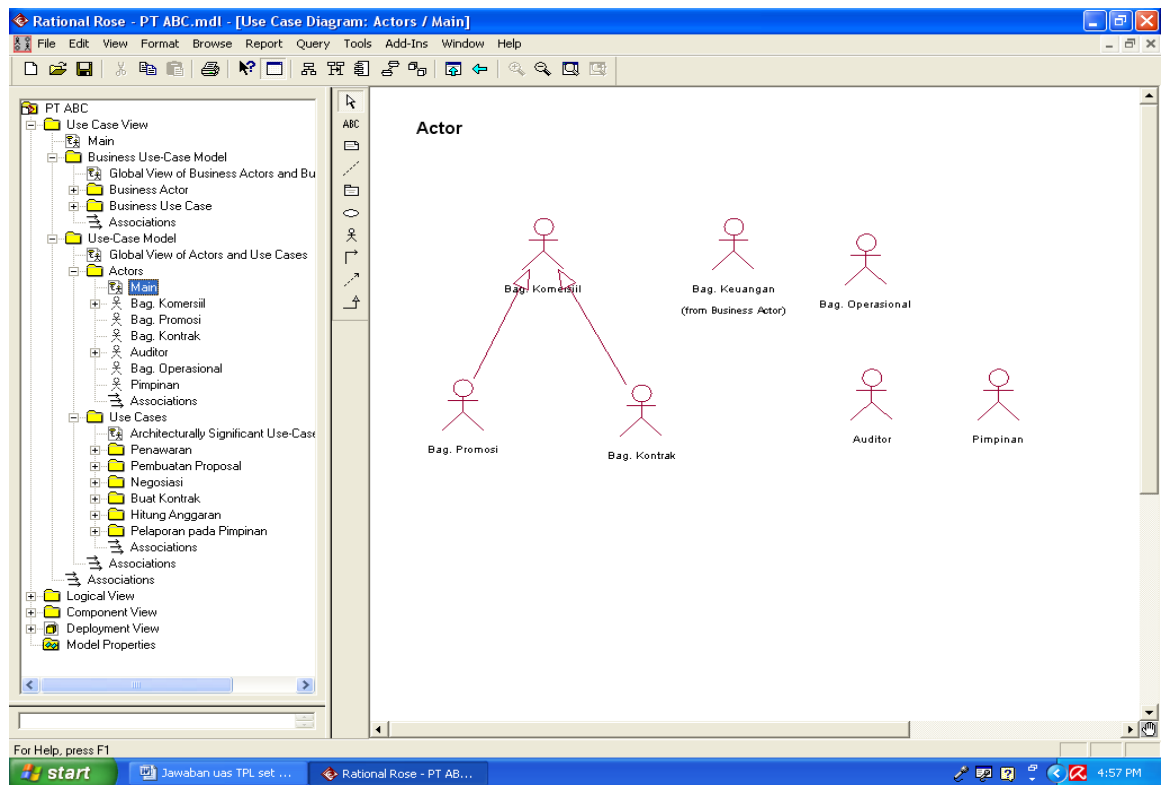 Rational Rose - PT ABC.mdl - [Use Case Diagram: Actors / Main]
File Edit View Format Browse Report Query Tools Add-Ins Window Help
PT ABC
Use Case View
Main
Business Use-Case Model
Global View of Business Actors and Bu
Business Actor
Business Use Case
Associations
Use-Case Model
Global View of Actors and Use Cases
Actors
Main
Bag. Komersiil
Bag. Promosi
Bag. Kontrak
Auditor
Bag. Operasional
Pimpinan
Associations
Use Cases
Architecturally Significant Use-Case
Penawaran
Pembuatan Proposal
Negosiasi
Buat Kontrak
Hitung Anggaran
Pelaporan pada Pimpinan
Associations
Associations
Associations
Logical View
Component View
Deployment View
Model Properties
ABC
Actor
Bag. Komersiil
Bag. Keuangan
(from Business Actor)
Bag. Operasional
Bag. Promosi
Bag. Kontrak
Auditor
Pimpinan
For Help, press F1
start
Jawaban uas TPL set ...
Rational Rose - PT AB...
4:57 PM